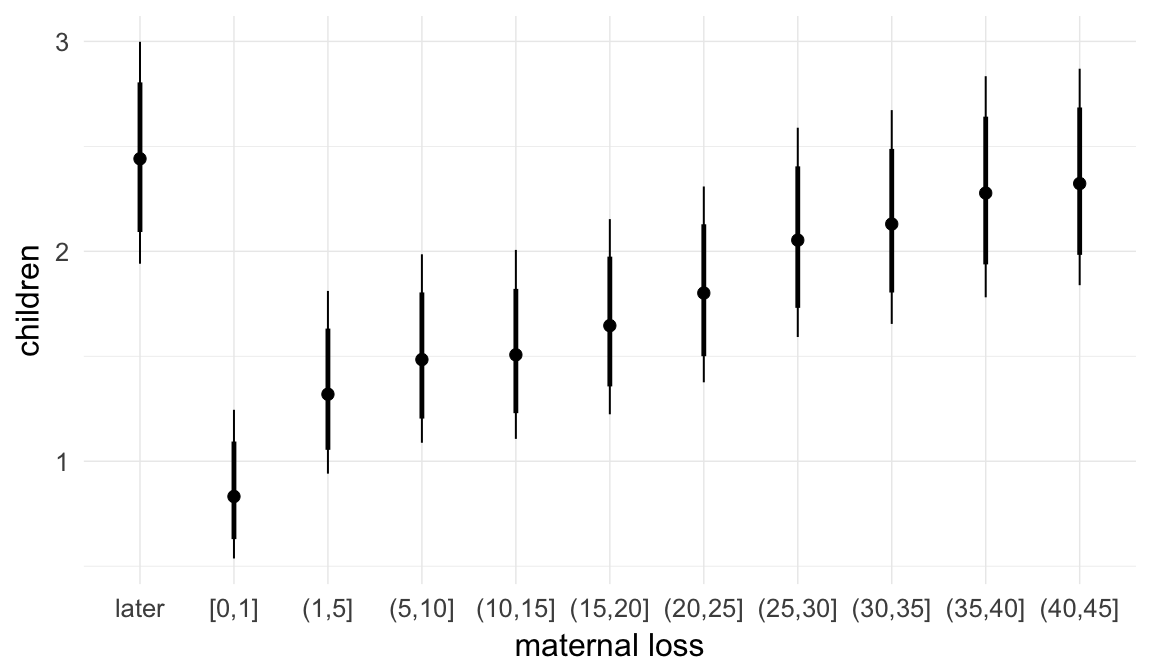 3
2
1
children
later [0,1] (1,5] (5,10] (10,15] (15,20] (20,25] (25,30] (30,35] (35,40] (40,45]
maternal loss